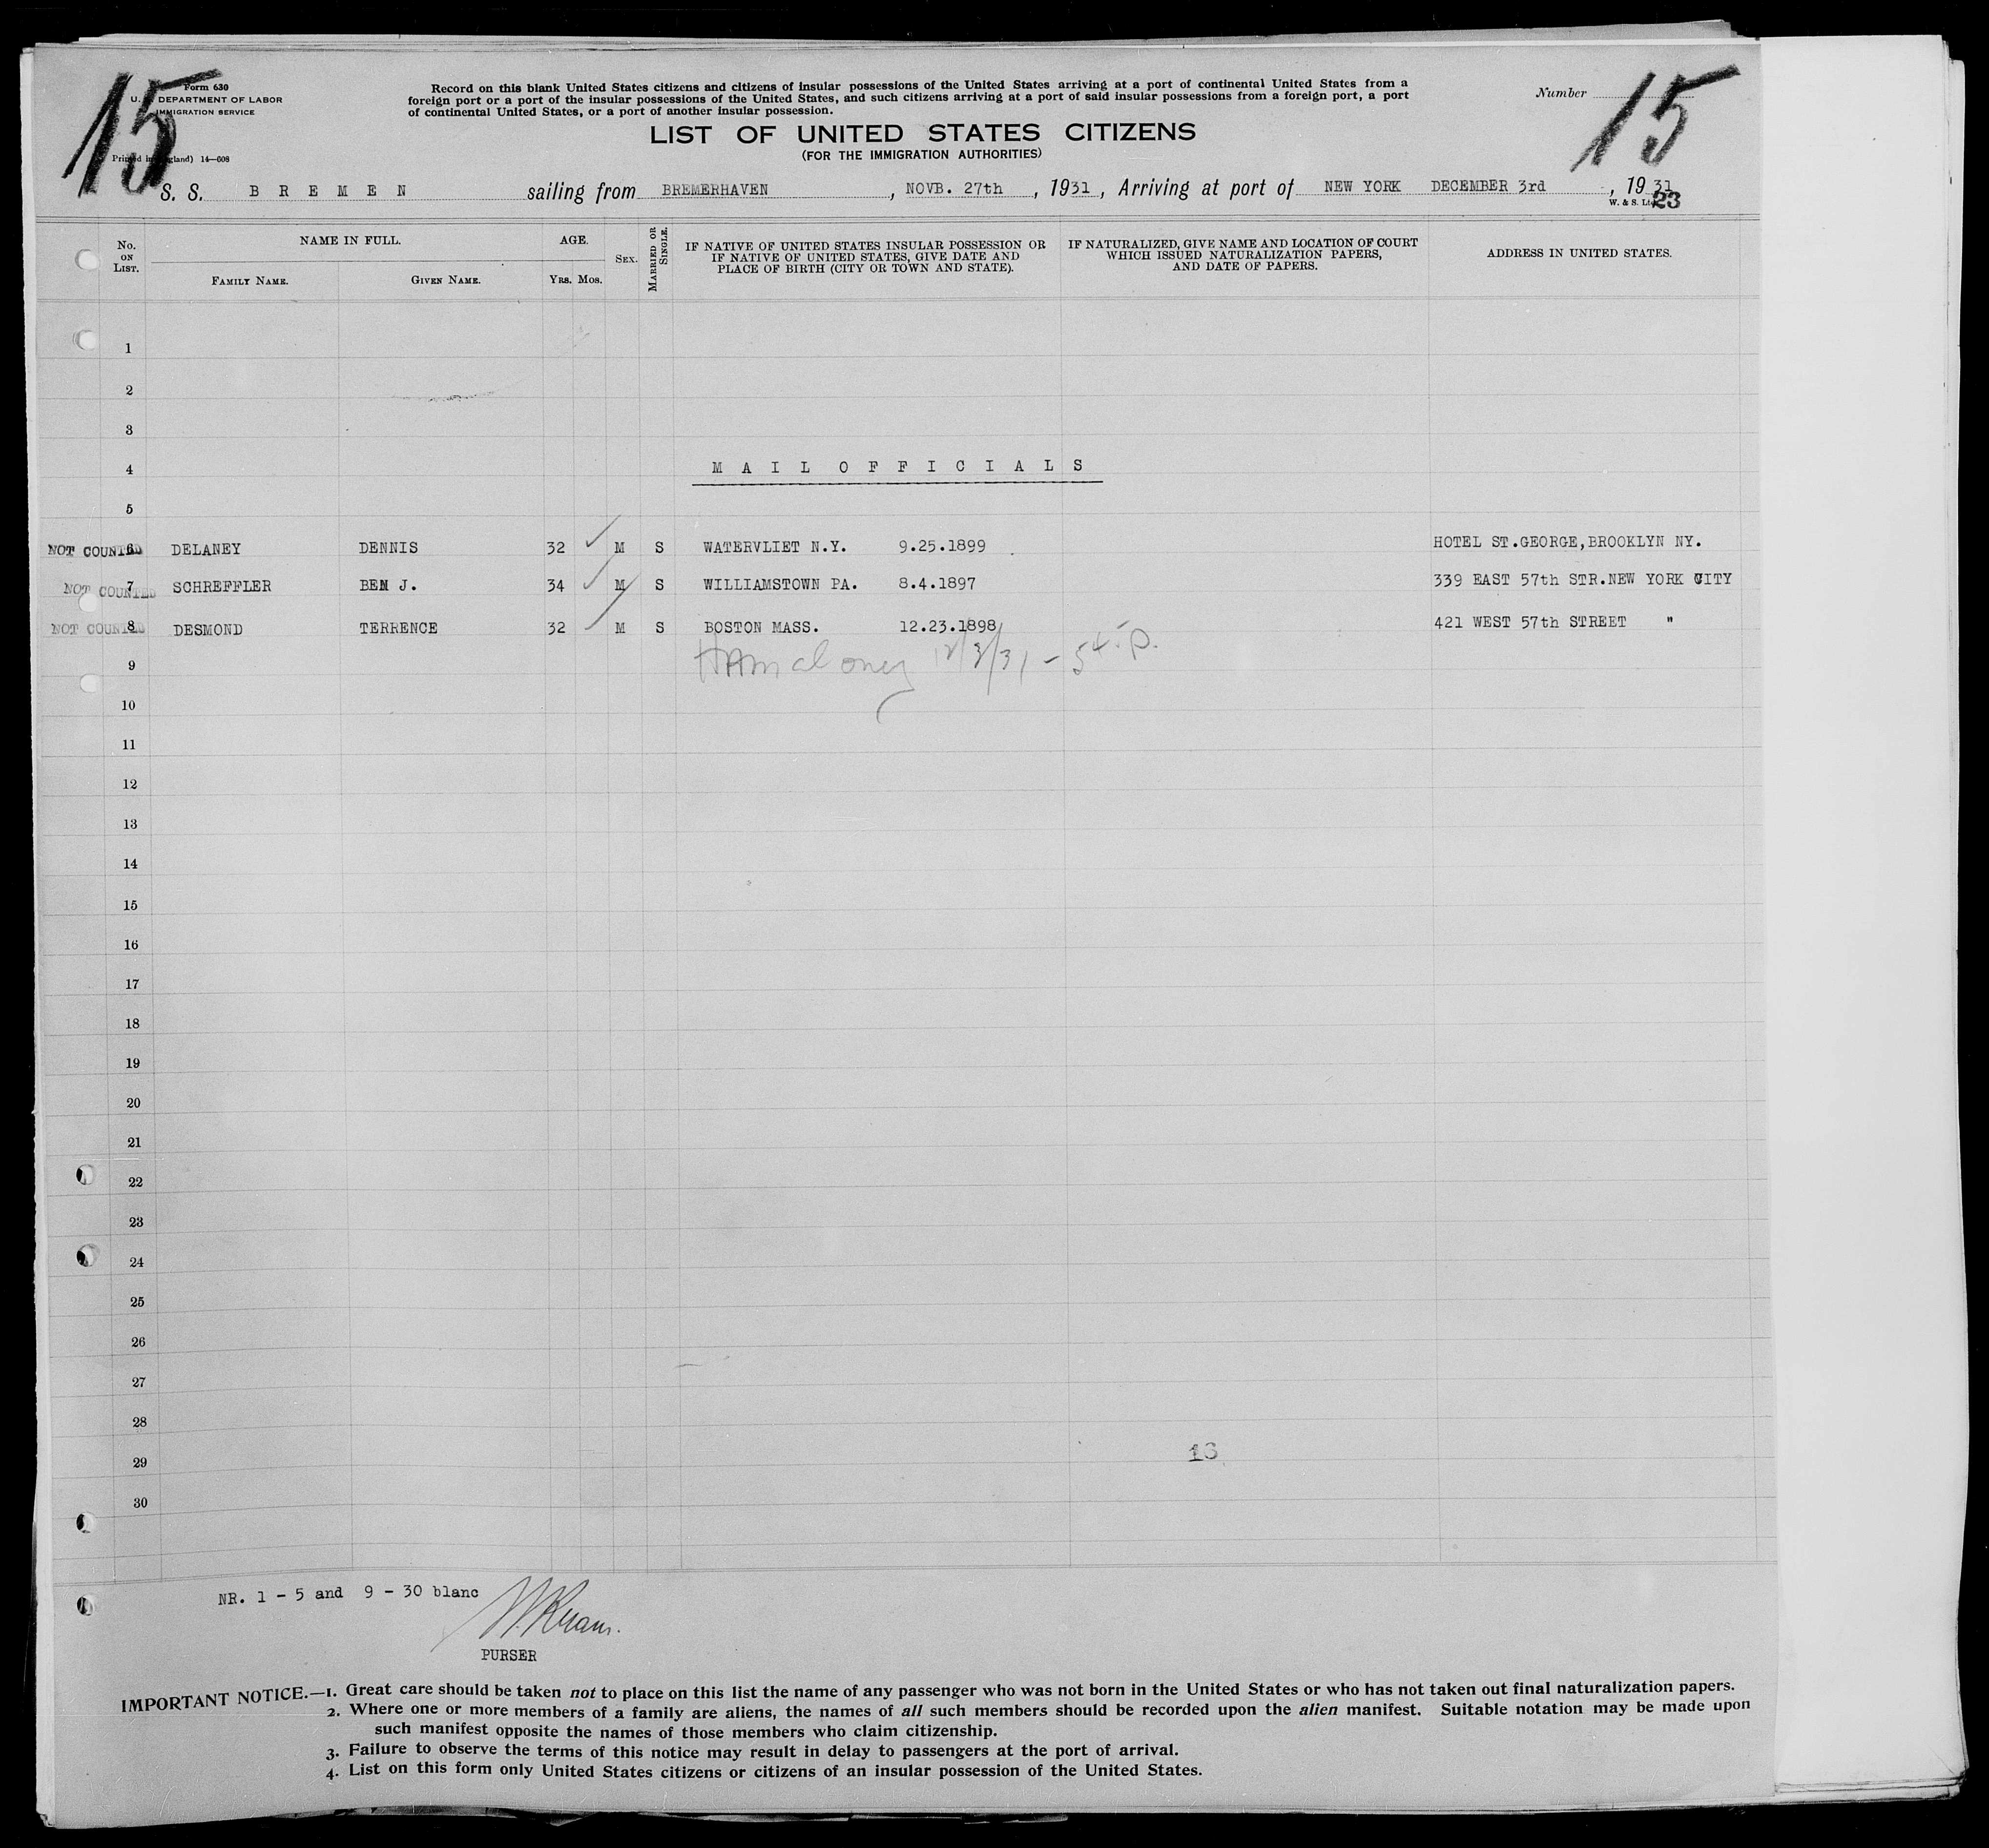 15
Form 630
U. S. DEPARTMENT OF LABOR
IMMIGRATION SERVICE
14—608
Record on this blank United States citizens and citizens of insular possessions of the United States arriving at a port of continental United States from a
foreign port or a port of the insular possessions of the United States, and such citizens arriving at a port of said insular possessions from a foreign port, a port
of continental United States, or a port of another insular possession.
Number
15
LIST OF UNITED STATES CITIZENS
(FOR THE IMMIGRATION AUTHORITIES)
S. S. BREMEN sailing from BREMERHAVEN, NOVB. 27th, 1931, Arriving at port of NEW YORK DECEMBER 3rd, 1931
W. & S. Ltd.
23
No. ON LIST.
NAME IN FULL.
FAMILY NAME. GIVEN NAME.
AGE.
YRS. MOS.
SEX.
MARRIED OR SINGLE.
IF NATIVE OF UNITED STATES INSULAR POSSESSION OR
IF NATIVE OF UNITED STATES, GIVE DATE AND
PLACE OF BIRTH (CITY OR TOWN AND STATE).
IF NATURALIZED, GIVE NAME AND LOCATION OF COURT
WHICH ISSUED NATURALIZATION PAPERS,
AND DATE OF PAPERS.
ADDRESS IN UNITED STATES.
1
2
3
4 MAIL OFFICIALS
5
NOT COUNTED 6 DELANEY DENNIS 32 M S WATERVLIET N.Y. 9.25.1899 HOTEL ST.GEORGE,BROOKLYN NY.
NOT COUNTED 7 SCHREFFLER BEN J. 34 M S WILLIAMSTOWN PA. 8.4.1897 339 EAST 57th STR.NEW YORK CITY
NOT COUNTED 8 DESMOND TERRENCE 32 M S BOSTON MASS. 12.23.1898 421 WEST 57th STREET "
9 12/3/31
10
11
12
13
14
15
16
17
18
19
20
21
22
23
24
25
26
27
28
29 13
30
NR. 1 - 5 and 9 - 30 blanc
PURSER
IMPORTANT NOTICE.—1. Great care should be taken not to place on this list the name of any passenger who was not born in the United States or who has not taken out final naturalization papers.
2. Where one or more members of a family are aliens, the names of all such members should be recorded upon the alien manifest. Suitable notation may be made upon
such manifest opposite the names of those members who claim citizenship.
3. Failure to observe the terms of this notice may result in delay to passengers at the port of arrival.
4. List on this form only United States citizens or citizens of an insular possession of the United States.